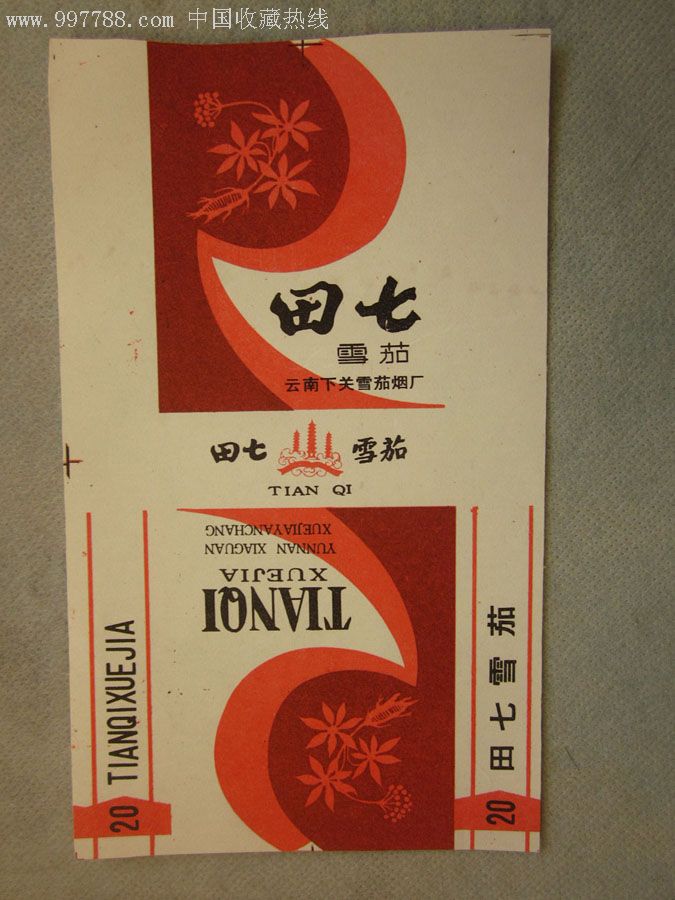 www.997788.com 中国收藏热线
田七
雪茄
云南下关雪茄烟厂
田七 雪茄
TIAN QI
TIANQI
XUEJIA
YUNNAN XIAGUAN
XUEJIAYANCHANG
20 TIANQIXUEJIA
20 田七雪茄